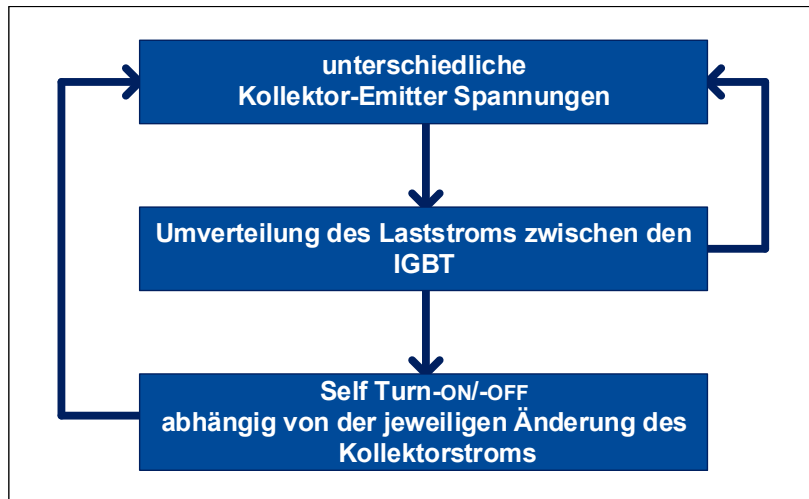 unterschiedliche
Kollektor-Emitter Spannungen
Umverteilung des Laststroms zwischen den
IGBT
Self Turn-ON/-OFF
abhängig von der jeweiligen Änderung des
Kollektorstroms